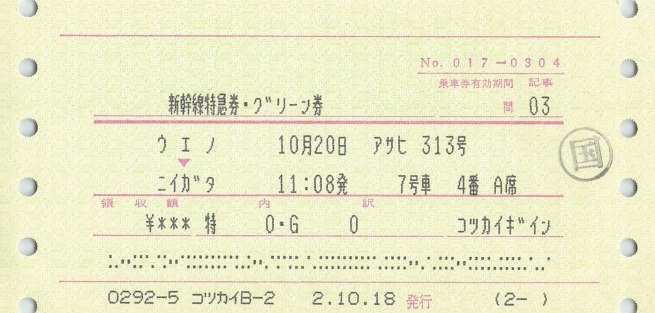 No. 017-0304
乗車券有効期間 記事
新幹線特急券・グリーン券 間 03
ウエノ 10月20日 アサヒ 313号
国
▼
ニイガタ 11:08発 7号車 4番 A席
領収額 内 訳
¥*** 特 0・G 0 コツカイギイン
0292-5 コツカイB-2 2.10.18 発行 (2- )